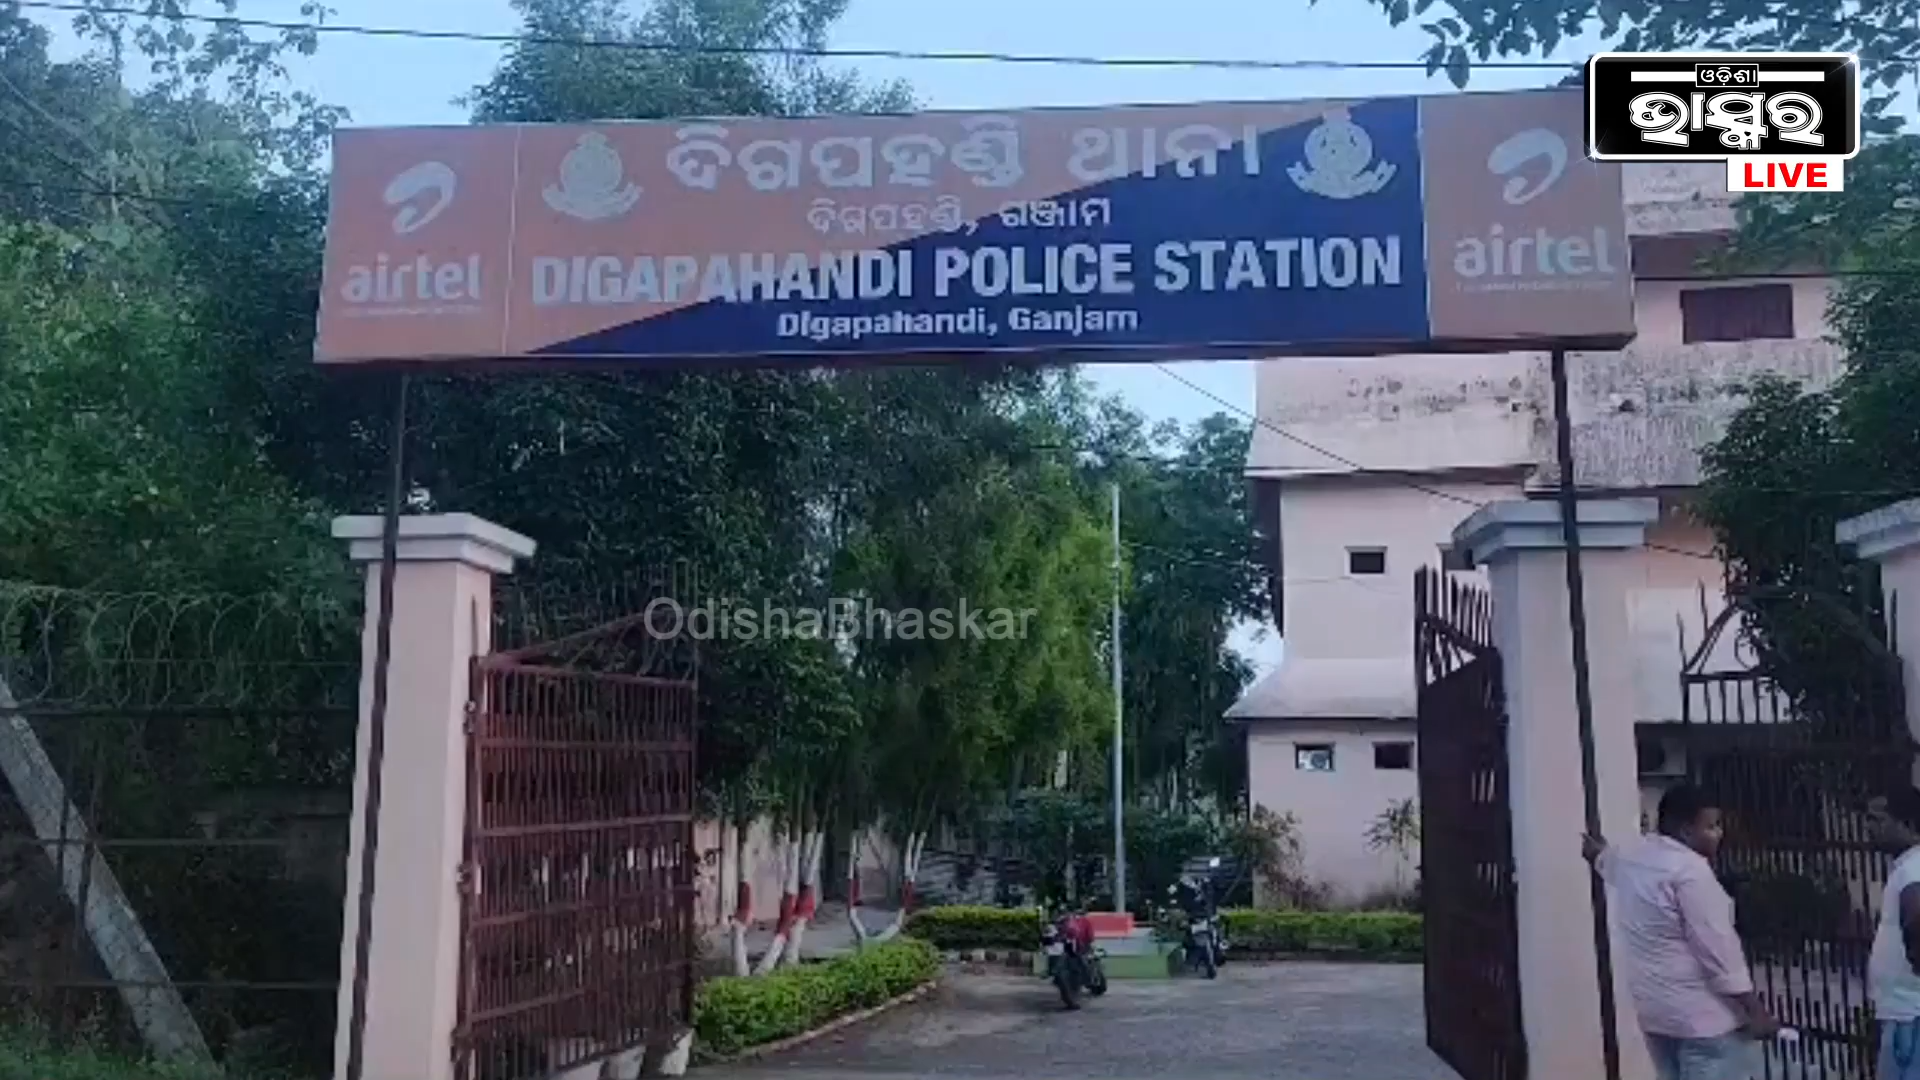 ଓଡ଼ିଶା
ଭାସ୍କର
LIVE
ଦିଗପହଣ୍ଡି ଥାନା
ଦିଗପହଣ୍ଡି, ଗଞ୍ଜାମ
DIGAPAHANDI POLICE STATION
Digapahandi, Ganjam
airtel
airtel
OdishaBhaskar